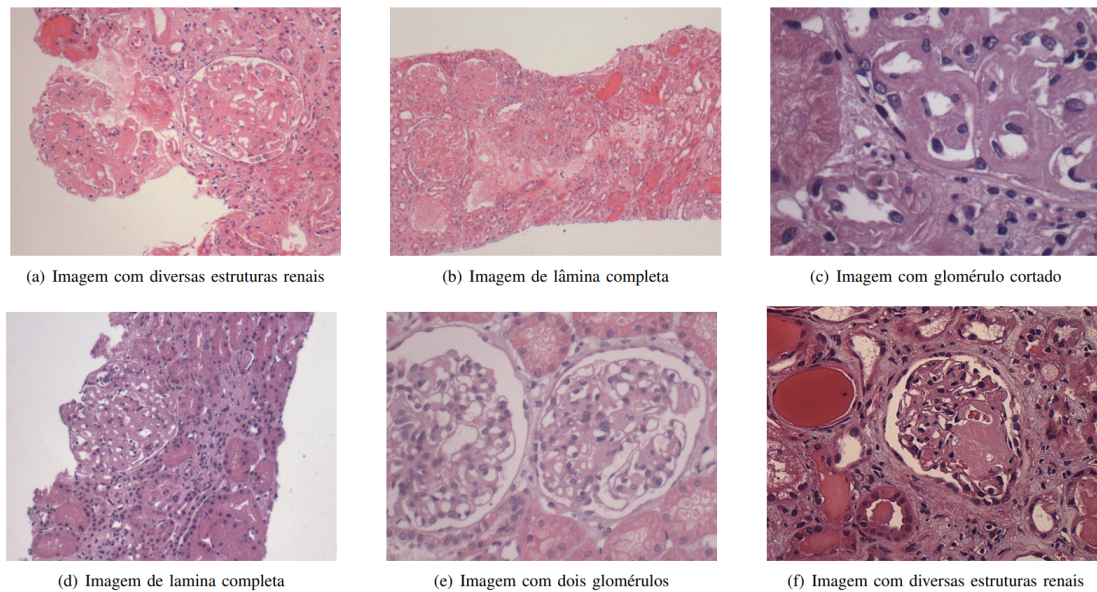 (a) Imagem com diversas estruturas renais
(b) Imagem de lâmina completa
(c) Imagem com glomérulo cortado
(d) Imagem de lamina completa
(e) Imagem com dois glomérulos
(f) Imagem com diversas estruturas renais